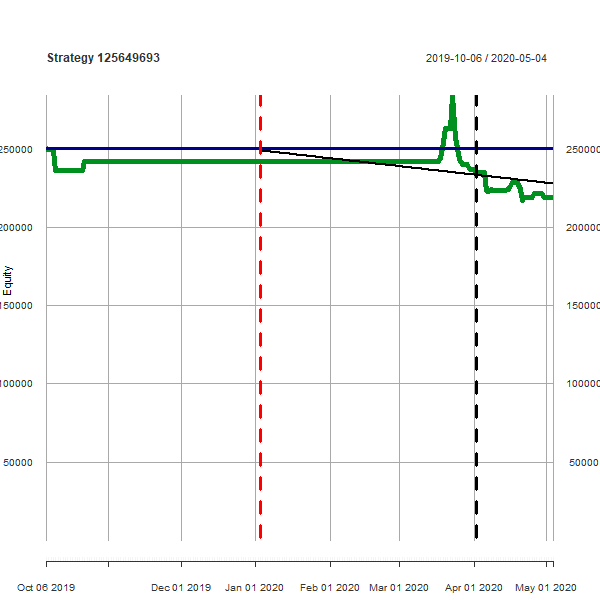 Strategy 125649693
2019-10-06 / 2020-05-04
250000
250000
200000
200000
Equity
150000
150000
100000
100000
50000
50000
Oct 06 2019
Dec 01 2019
Jan 01 2020
Feb 01 2020
Mar 01 2020
Apr 01 2020
May 01 2020